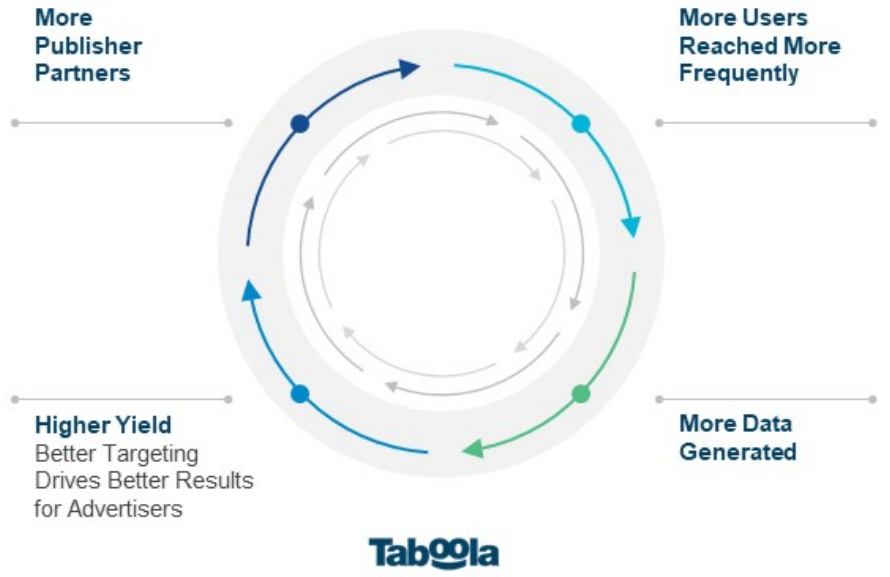 More
Publisher
Partners
More Users
Reached More
Frequently
Higher Yield
Better Targeting
Drives Better Results
for Advertisers
More Data
Generated
Taboola